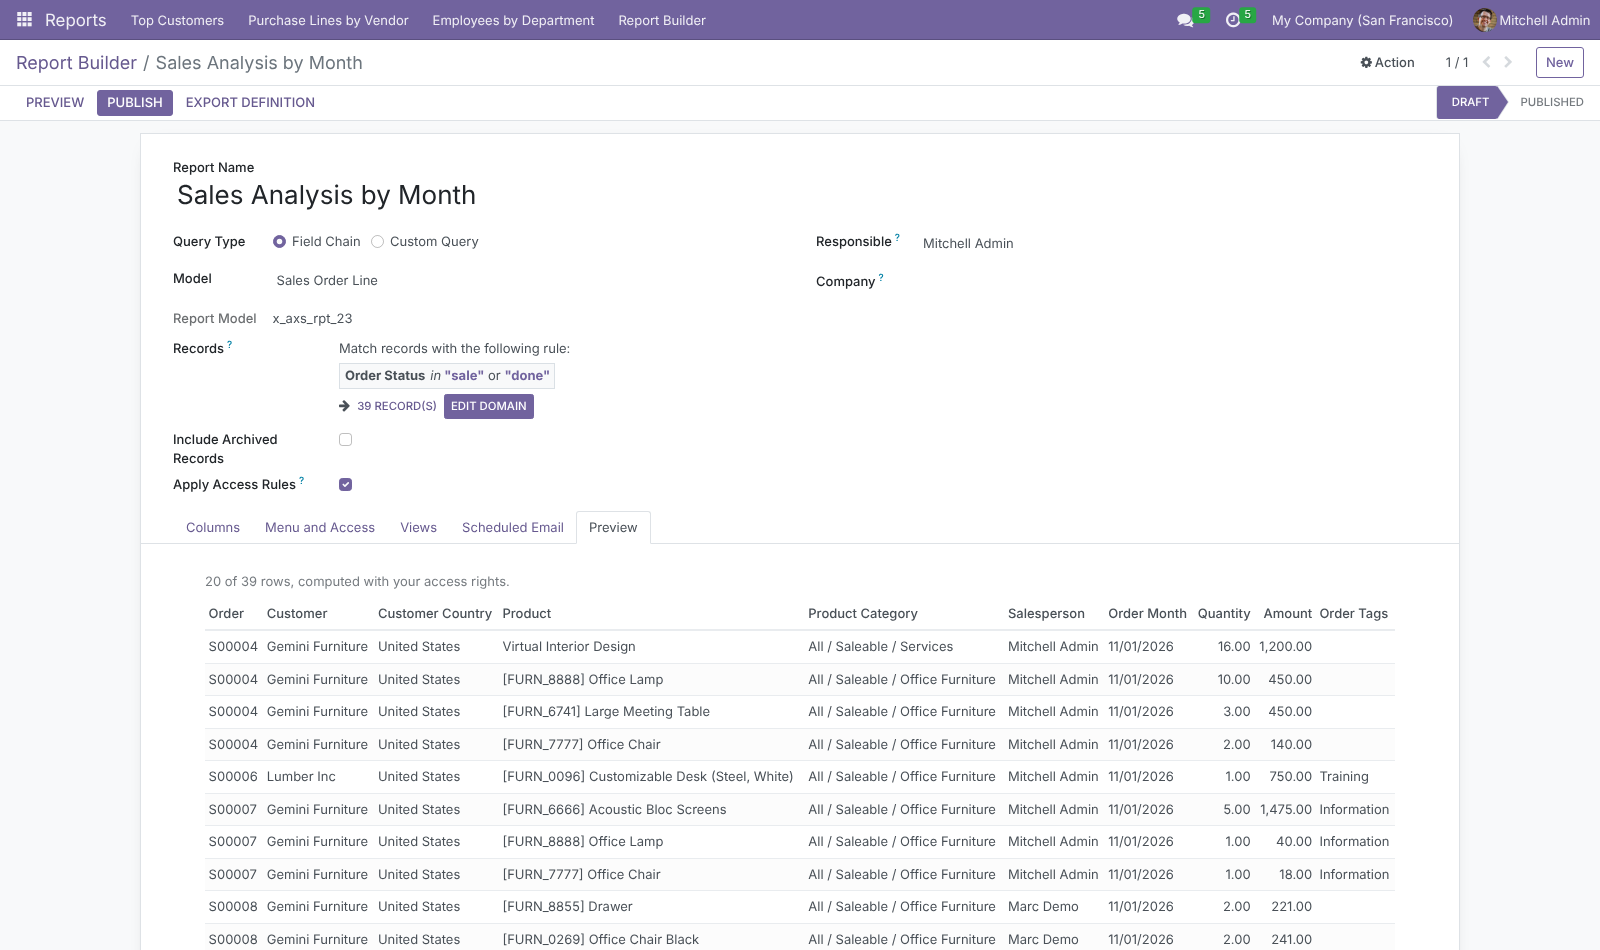 Reports Top Customers Purchase Lines by Vendor Employees by Department Report Builder 5 5 My Company (San Francisco) Mitchell Admin
Report Builder / Sales Analysis by Month Action 1 / 1 New
PREVIEW PUBLISH EXPORT DEFINITION DRAFT PUBLISHED
Report Name
Sales Analysis by Month
Query Type Field Chain Custom Query Responsible ? Mitchell Admin
Model Sales Order Line Company ?
Report Model x_axs_rpt_23
Records ? Match records with the following rule:
Order Status in "sale" or "done"
39 RECORD(S) EDIT DOMAIN
Include Archived
Records
Apply Access Rules ?
Columns Menu and Access Views Scheduled Email Preview
20 of 39 rows, computed with your access rights.
Order Customer Customer Country Product Product Category Salesperson Order Month Quantity Amount Order Tags
S00004 Gemini Furniture United States Virtual Interior Design All / Saleable / Services Mitchell Admin 11/01/2026 16.00 1,200.00
S00004 Gemini Furniture United States [FURN_8888] Office Lamp All / Saleable / Office Furniture Mitchell Admin 11/01/2026 10.00 450.00
S00004 Gemini Furniture United States [FURN_6741] Large Meeting Table All / Saleable / Office Furniture Mitchell Admin 11/01/2026 3.00 450.00
S00004 Gemini Furniture United States [FURN_7777] Office Chair All / Saleable / Office Furniture Mitchell Admin 11/01/2026 2.00 140.00
S00006 Lumber Inc United States [FURN_0096] Customizable Desk (Steel, White) All / Saleable / Office Furniture Mitchell Admin 11/01/2026 1.00 750.00 Training
S00007 Gemini Furniture United States [FURN_6666] Acoustic Bloc Screens All / Saleable / Office Furniture Mitchell Admin 11/01/2026 5.00 1,475.00 Information
S00007 Gemini Furniture United States [FURN_8888] Office Lamp All / Saleable / Office Furniture Mitchell Admin 11/01/2026 1.00 40.00 Information
S00007 Gemini Furniture United States [FURN_7777] Office Chair All / Saleable / Office Furniture Mitchell Admin 11/01/2026 1.00 18.00 Information
S00008 Gemini Furniture United States [FURN_8855] Drawer All / Saleable / Office Furniture Marc Demo 11/01/2026 2.00 221.00
S00008 Gemini Furniture United States [FURN_0269] Office Chair Black All / Saleable / Office Furniture Marc Demo 11/01/2026 2.00 241.00